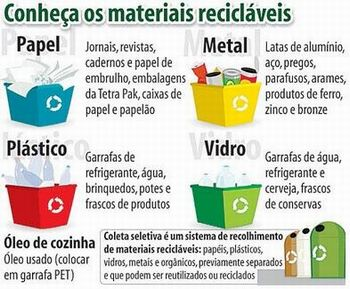 Conheça os materiais recicláveis
Papel
Jornais, revistas,
cadernos e papel de
embrulho, embalagens
da Tetra Pak, caixas de
papel e papelão
Metal
Latas de alumínio,
aço, pregos,
parafusos, arames,
produtos de ferro,
zinco e bronze
Plástico
Garrafas de
refrigerante, água,
brinquedos, potes e
frascos de produtos
Vidro
Garrafas de água,
refrigerante e
cerveja, frascos
de conservas
Óleo de cozinha
Óleo usado (colocar
em garrafa PET)
Coleta seletiva é um sistema de recolhimento
de materiais recicláveis: papéis, plásticos,
vidros, metais e orgânicos, previamente separados
e que podem ser reutilizados ou reciclados